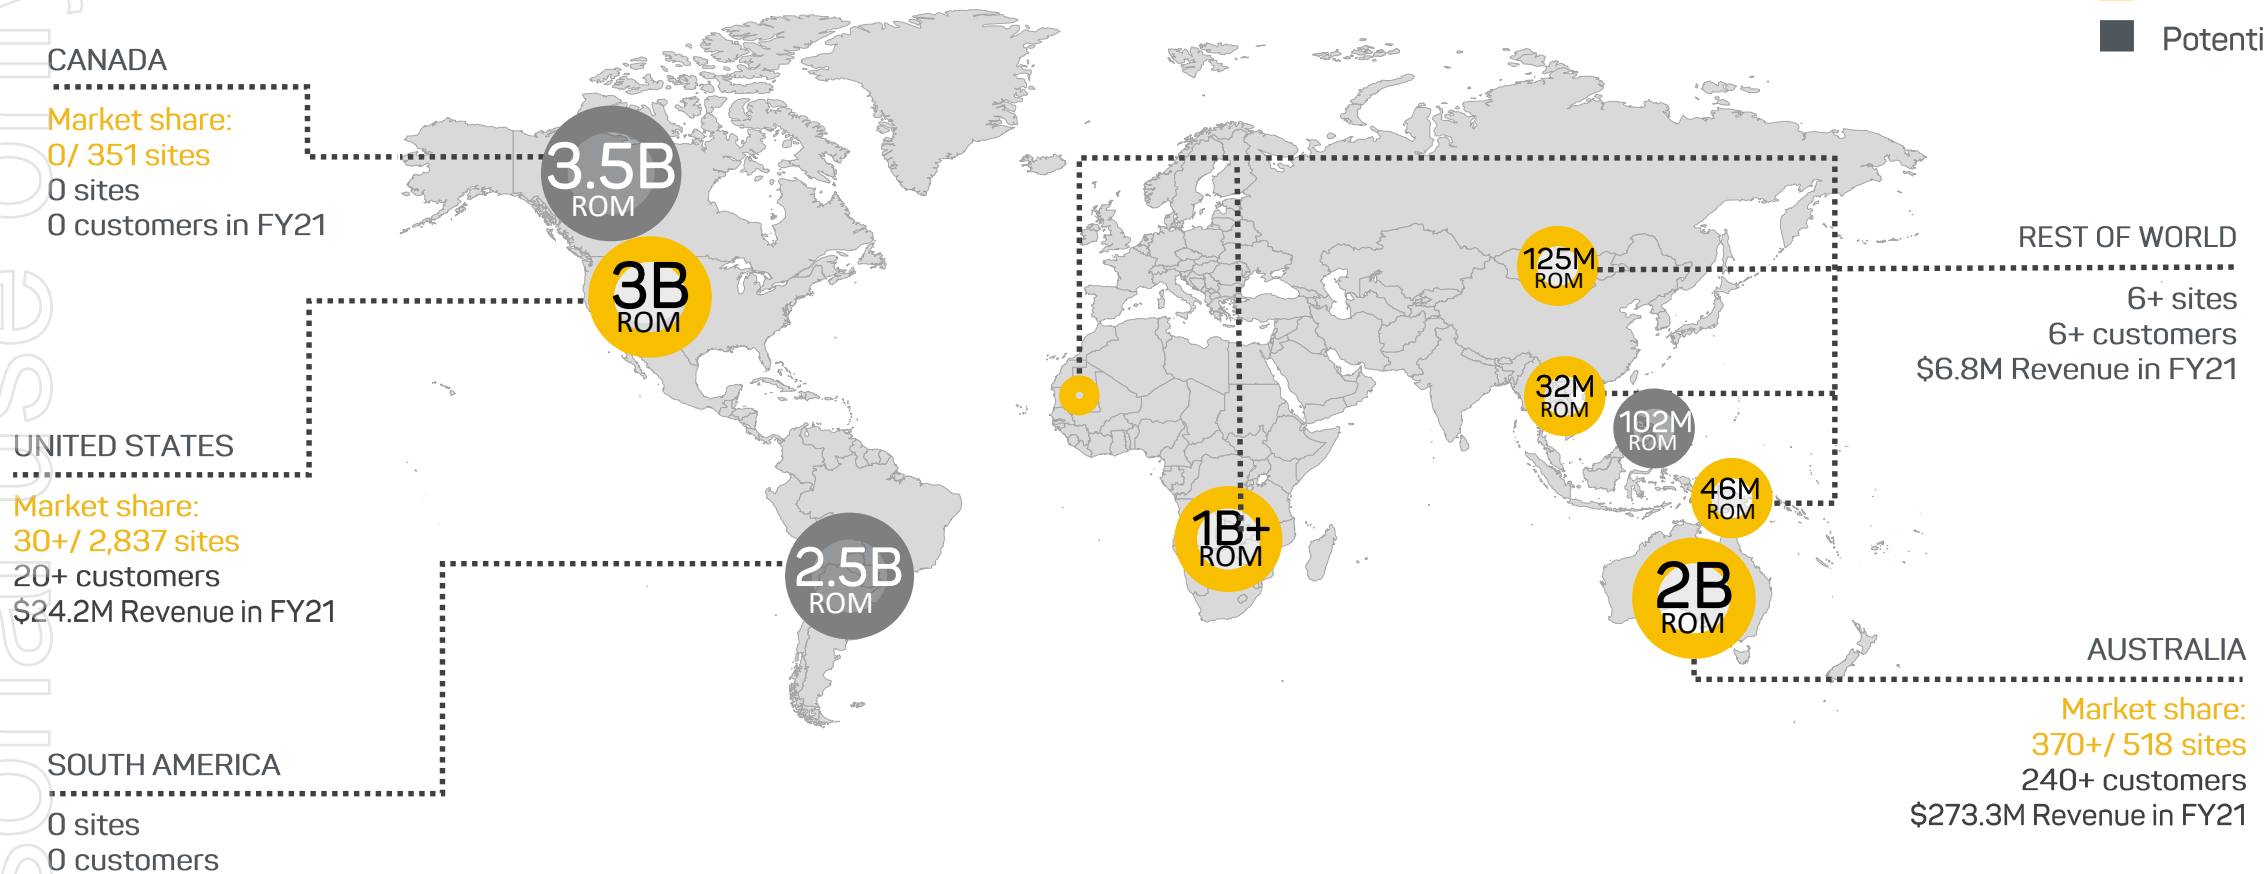 Potenti
CANADA
Market share:
0/ 351 sites
0 sites
0 customers in FY21
3.5B
ROM
3B
ROM
UNITED STATES
Market share:
30+/ 2,837 sites
20+ customers
$24.2M Revenue in FY21
2.5B
ROM
SOUTH AMERICA
0 sites
0 customers
1B+
ROM
125M
ROM
32M
ROM
102M
ROM
46M
ROM
2B
ROM
REST OF WORLD
6+ sites
6+ customers
$6.8M Revenue in FY21
AUSTRALIA
Market share:
370+/ 518 sites
240+ customers
$273.3M Revenue in FY21